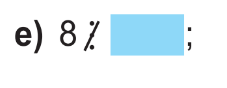 e) 8 ⁒ ;